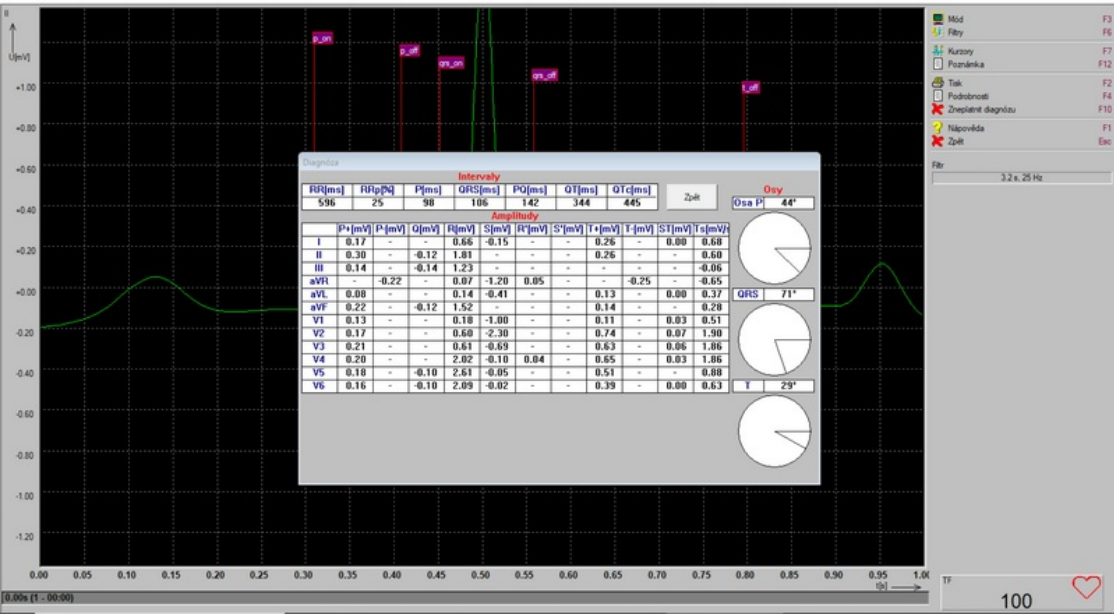 II
U[mV]
+1.00
+0.80
+0.60
+0.40
+0.20
+0.00
-0.20
-0.40
-0.60
-0.80
-1.00
-1.20
p_on
p_off
qrs_on
qrs_off
t_off
Diagnóza
Intervaly
RR[ms] RRp[%] P[ms] QRS[ms] PQ[ms] QT[ms] QTc[ms]
596 25 98 106 142 344 445
Zpět
Amplitudy
P+[mV] P-[mV] Q[mV] R[mV] S[mV] R'[mV] S'[mV] T+[mV] T-[mV] ST[mV] Ts[mV/s
I 0.17 - - 0.66 -0.15 - - 0.26 - 0.00 0.68
II 0.30 - -0.12 1.81 - - - 0.26 - - 0.60
III 0.14 - -0.14 1.23 - - - - - - -0.06
aVR - -0.22 - 0.07 -1.20 0.05 - - -0.25 - -0.65
aVL 0.08 - - 0.14 -0.41 - - 0.13 - 0.00 0.37
aVF 0.22 - -0.12 1.52 - - - 0.14 - - 0.28
V1 0.13 - - 0.18 -1.00 - - 0.11 - 0.03 0.51
V2 0.17 - - 0.60 -2.30 - - 0.74 - 0.07 1.90
V3 0.21 - - 0.61 -0.69 - - 0.63 - 0.06 1.86
V4 0.20 - - 2.02 -0.10 0.04 - 0.65 - 0.03 1.86
V5 0.18 - -0.10 2.61 -0.05 - - 0.51 - - 0.88
V6 0.16 - -0.10 2.09 -0.02 - - 0.39 - 0.00 0.63
Osy
Osa P 44°
QRS 71°
T 29°
0.00 0.05 0.10 0.15 0.20 0.25 0.30 0.35 0.40 0.45 0.50 0.55 0.60 0.65 0.70 0.75 0.80 0.85 0.90 0.95 1.00
t[s]
0.00s (1 - 00:00)
Mód F3
Filtry F6
Kurzory F7
Poznámka F12
Tisk F2
Podrobnosti F4
Zneplatnit diagnózu F10
Nápověda F1
Zpět Esc
Filtr
3.2 s, 25 Hz
TF
100